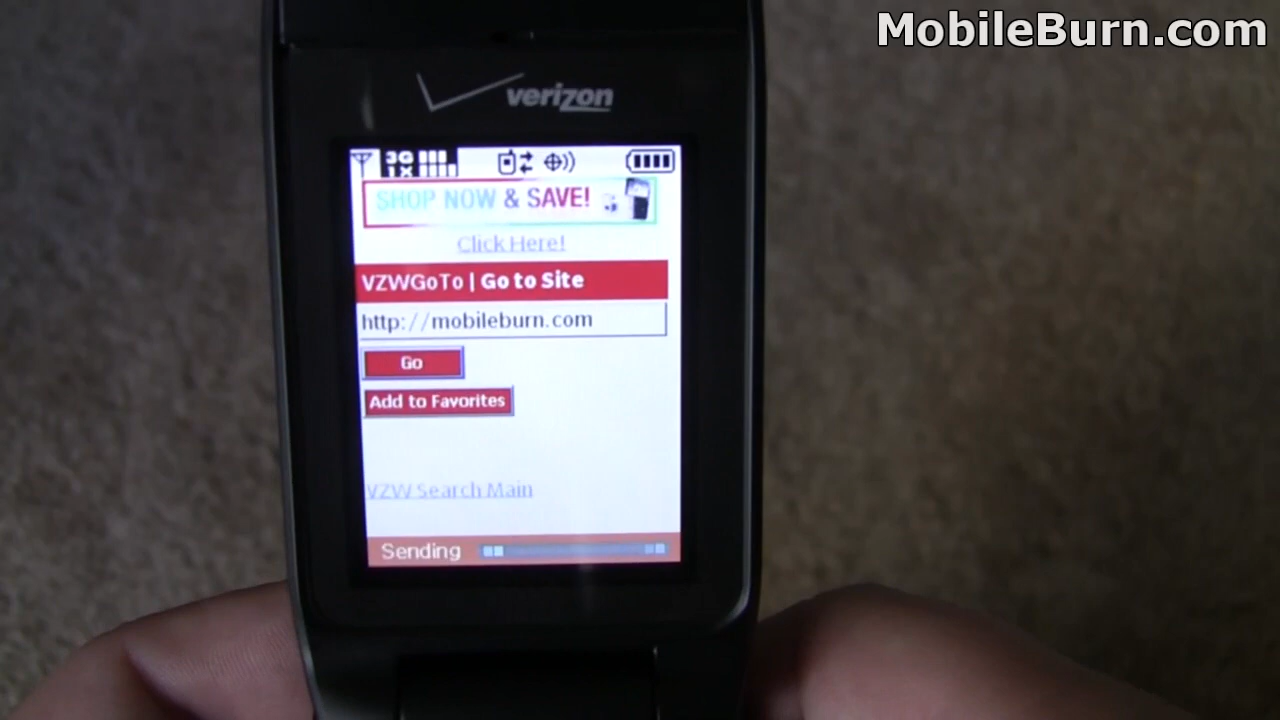 MobileBurn.com
verizon
3G
1X
SHOP NOW & SAVE!
Click Here!
VZWGoTo | Go to Site
http://mobileburn.com
Go
Add to Favorites
VZW Search Main
Sending